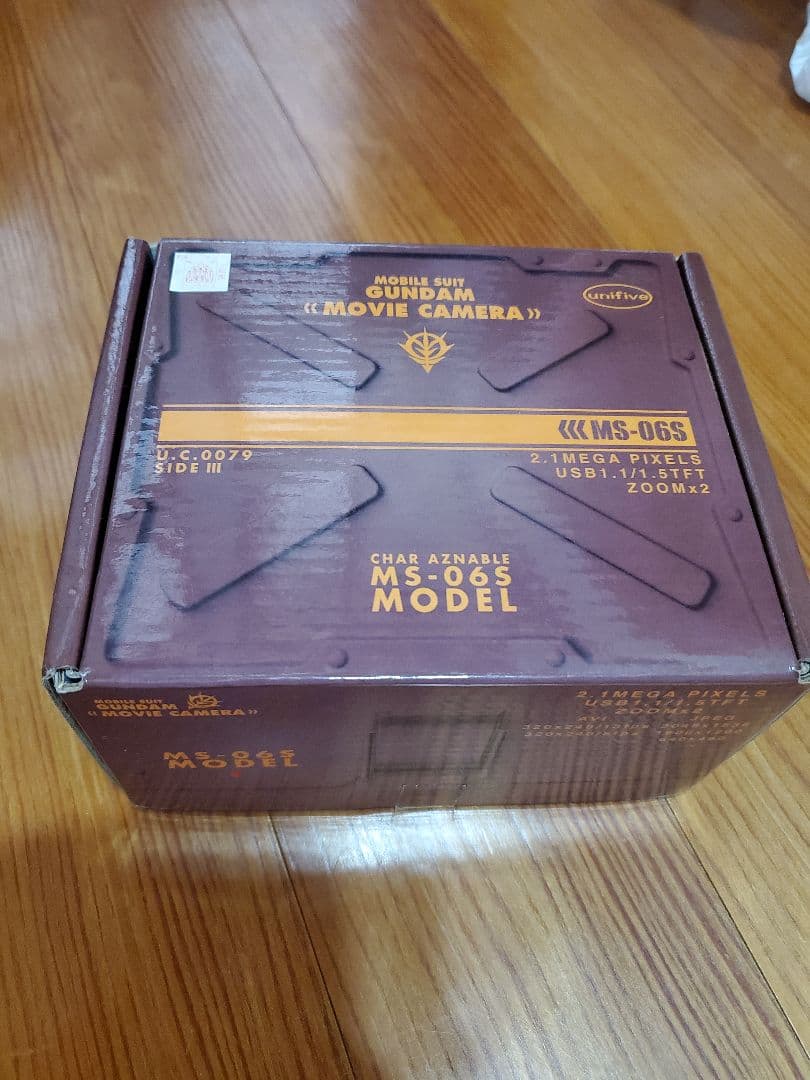 MOBILE SUIT
GUNDAM
《MOVIE CAMERA》
unifive
MS-06S
U.C.0079
SIDE III
2.1MEGA PIXELS
USB1.1/1.5TFT
ZOOMx2
CHAR AZNABLE
MS-06S
MODEL
MOBILE SUIT
GUNDAM
《MOVIE CAMERA》
MS-06S
MODEL
2.1MEGA PIXELS
USB1.1/1.5TFT
ZOOMx2